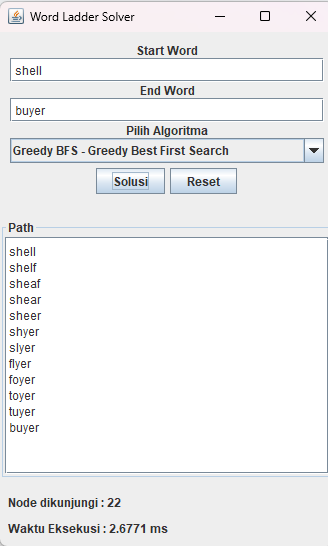 Word Ladder Solver
Start Word
shell
End Word
buyer
Pilih Algoritma
Greedy BFS - Greedy Best First Search
Solusi Reset
Path
shell
shelf
sheaf
shear
sheer
shyer
slyer
flyer
foyer
toyer
tuyer
buyer
Node dikunjungi : 22
Waktu Eksekusi : 2.6771 ms